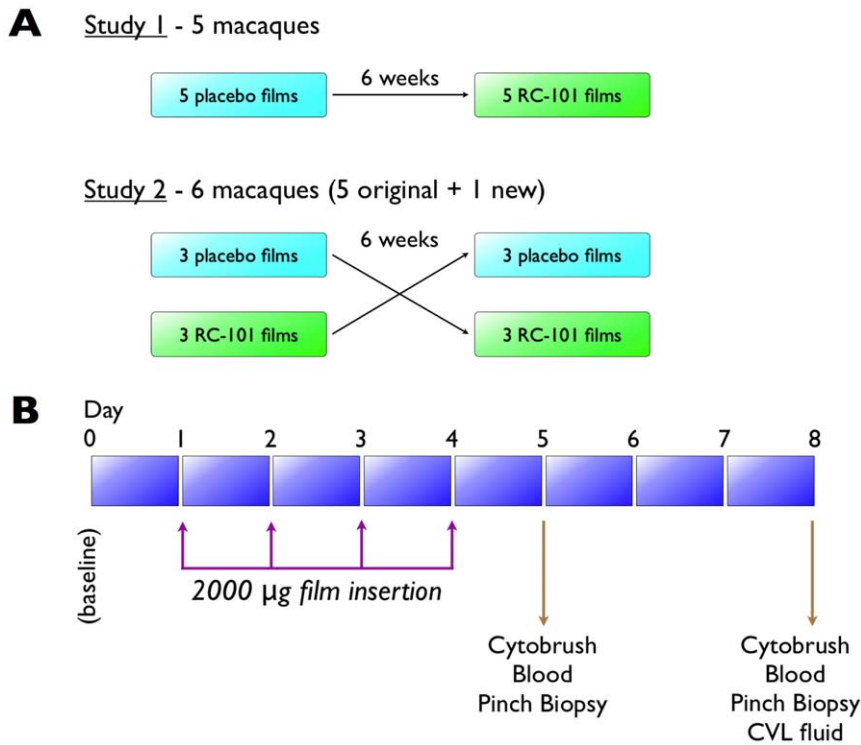 A
Study 1 - 5 macaques
5 placebo films
6 weeks
5 RC-101 films
Study 2 - 6 macaques (5 original + 1 new)
3 placebo films
6 weeks
3 placebo films
3 RC-101 films
3 RC-101 films
B
Day
0 1 2 3 4 5 6 7 8
(baseline)
2000 µg film insertion
Cytobrush
Blood
Pinch Biopsy
Cytobrush
Blood
Pinch Biopsy
CVL fluid